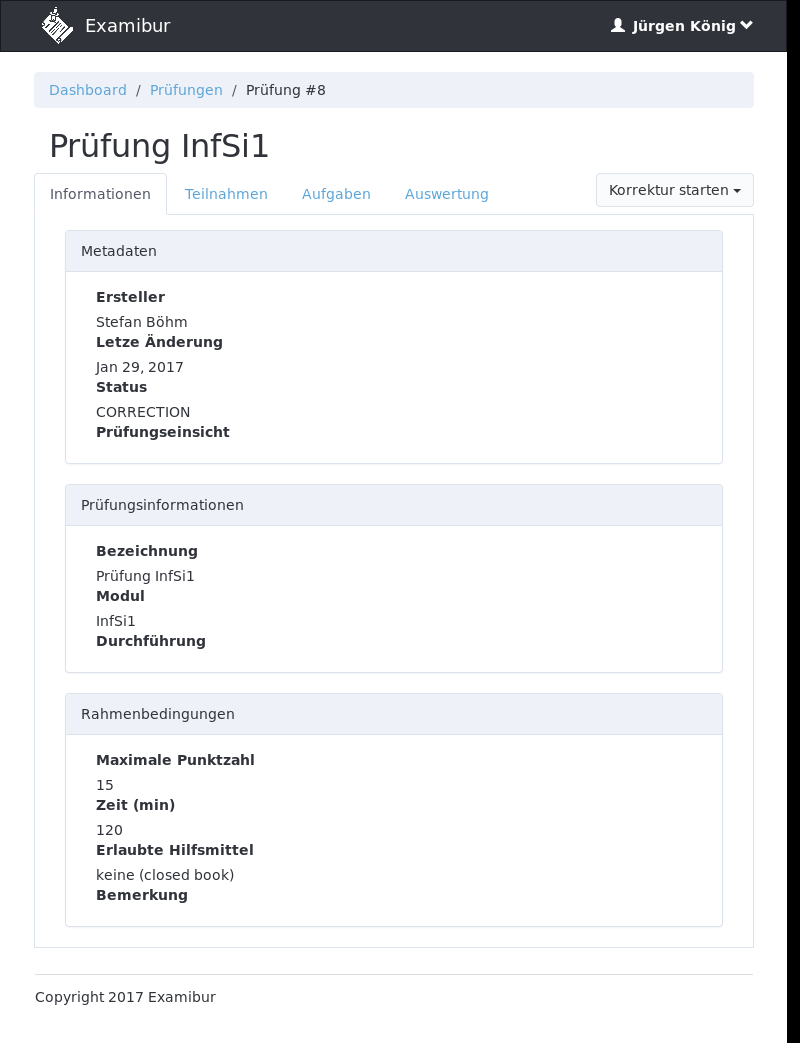 Examibur
Jürgen König
Dashboard / Prüfungen / Prüfung #8
Prüfung InfSi1
Informationen Teilnahmen Aufgaben Auswertung Korrektur starten
Metadaten
Ersteller
Stefan Böhm
Letze Änderung
Jan 29, 2017
Status
CORRECTION
Prüfungseinsicht
Prüfungsinformationen
Bezeichnung
Prüfung InfSi1
Modul
InfSi1
Durchführung
Rahmenbedingungen
Maximale Punktzahl
15
Zeit (min)
120
Erlaubte Hilfsmittel
keine (closed book)
Bemerkung
Copyright 2017 Examibur